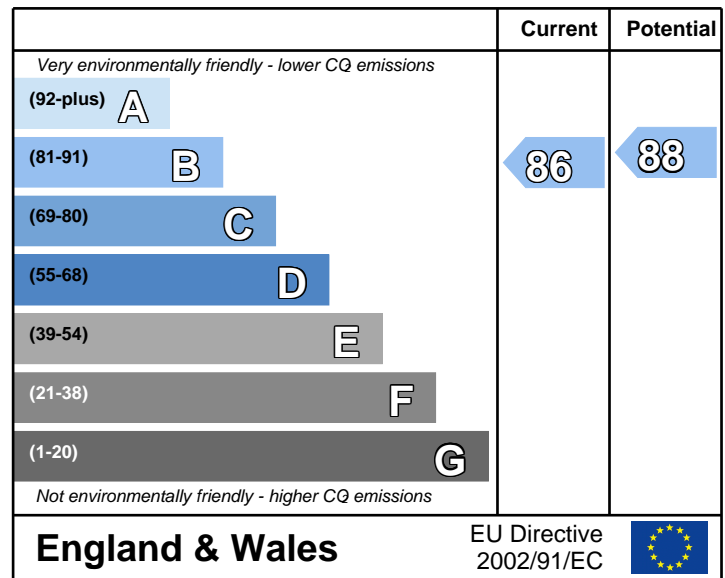 Current Potential
Very environmentally friendly - lower CO2 emissions
(92-plus) A
(81-91) B 86 88
(69-80) C
(55-68) D
(39-54) E
(21-38) F
(1-20) G
Not environmentally friendly - higher CO2 emissions
England & Wales
EU Directive
2002/91/EC